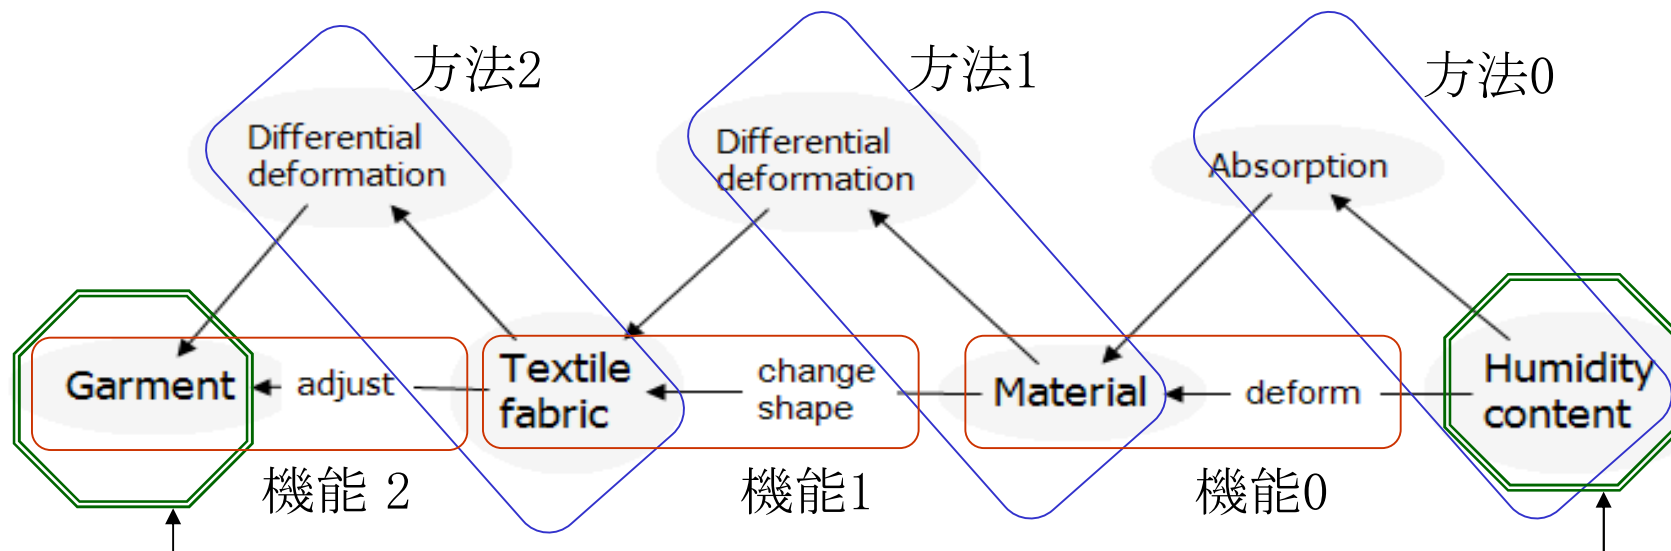 方法2
方法1
方法0
Differential
deformation
Differential
deformation
Absorption
Garment
adjust
Textile
fabric
change
shape
Material
deform
Humidity
content
機能 2
機能1
機能0